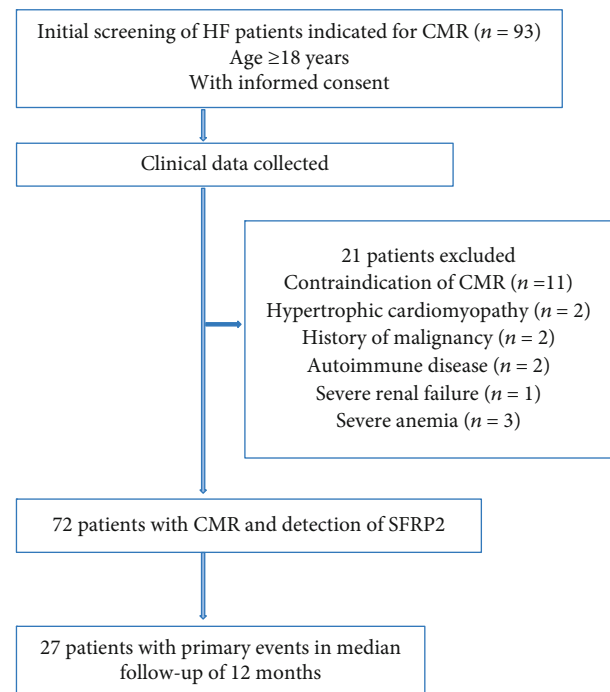 Initial screening of HF patients indicated for CMR (n = 93)
Age ≥18 years
With informed consent
Clinical data collected
21 patients excluded
Contraindication of CMR (n =11)
Hypertrophic cardiomyopathy (n = 2)
History of malignancy (n = 2)
Autoimmune disease (n = 2)
Severe renal failure (n = 1)
Severe anemia (n = 3)
72 patients with CMR and detection of SFRP2
27 patients with primary events in median
follow-up of 12 months